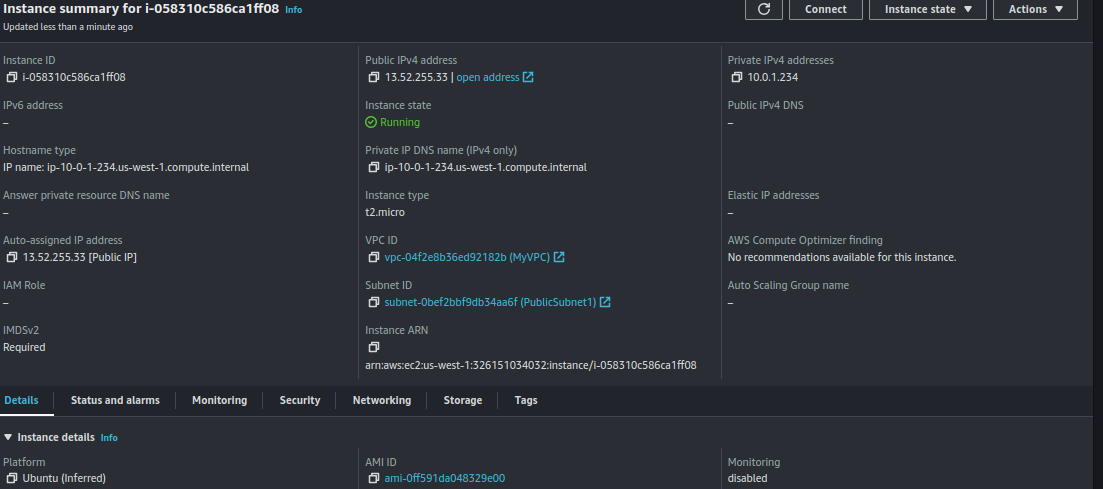 Instance summary for i-058310c586ca1ff08 Info
Updated less than a minute ago
Connect
Instance state
Actions
Instance ID
i-058310c586ca1ff08
Public IPv4 address
13.52.255.33 | open address
Private IPv4 addresses
10.0.1.234
IPv6 address
–
Instance state
Running
Public IPv4 DNS
–
Hostname type
IP name: ip-10-0-1-234.us-west-1.compute.internal
Private IP DNS name (IPv4 only)
ip-10-0-1-234.us-west-1.compute.internal
Answer private resource DNS name
–
Instance type
t2.micro
Elastic IP addresses
–
Auto-assigned IP address
13.52.255.33 [Public IP]
VPC ID
vpc-04f2e8b36ed92182b (MyVPC)
AWS Compute Optimizer finding
No recommendations available for this instance.
IAM Role
–
Subnet ID
subnet-0bef2bbf9db34aa6f (PublicSubnet1)
Auto Scaling Group name
–
IMDSv2
Required
Instance ARN
arn:aws:ec2:us-west-1:326151034032:instance/i-058310c586ca1ff08
Details
Status and alarms
Monitoring
Security
Networking
Storage
Tags
Instance details Info
Platform
Ubuntu (Inferred)
AMI ID
ami-0ff591da048329e00
Monitoring
disabled